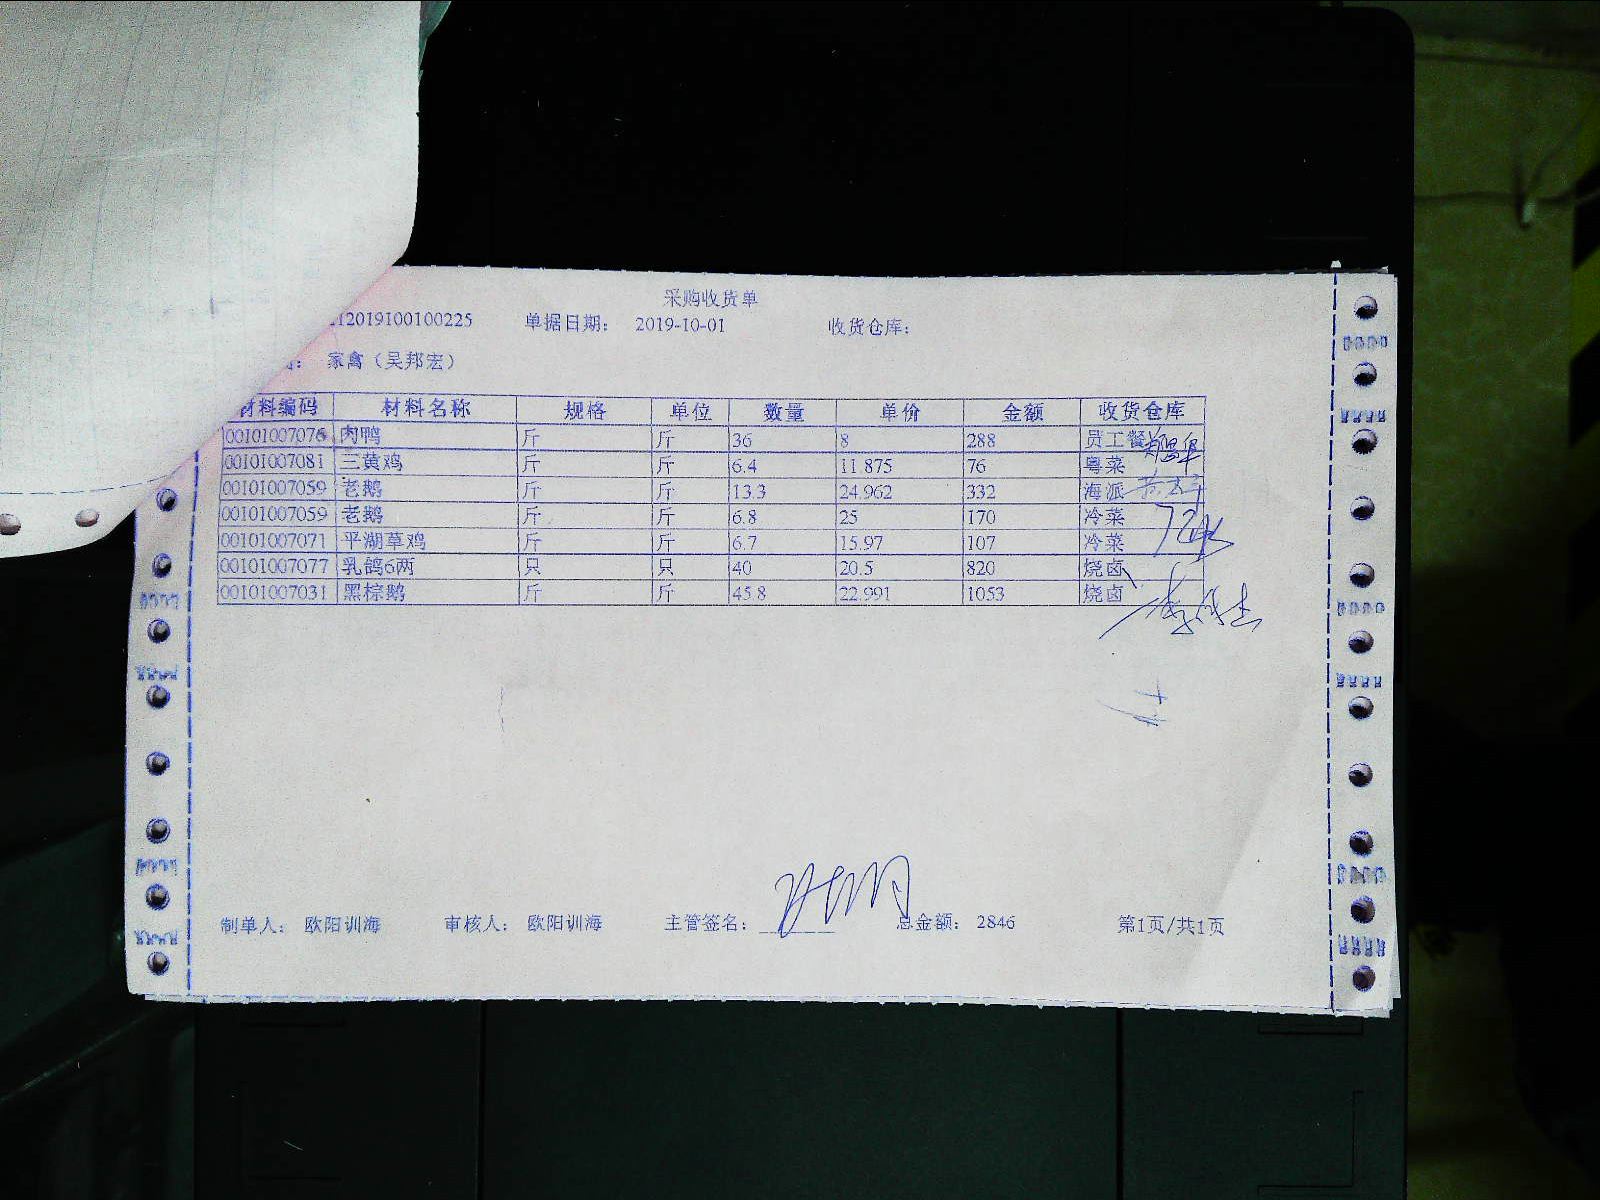 采购收货单
12019100100225 单据日期: 2019-10-01 收货仓库:
家禽（吴邦宏）
材料编码 材料名称 规格 单位 数量 单价 金额 收货仓库
00101007076 肉鸭 斤 斤 36 8 288 员工餐
00101007081 三黄鸡 斤 斤 6.4 11.875 76 粤菜
00101007059 老鹅 斤 斤 13.3 24.962 332 海派
00101007059 老鹅 斤 斤 6.8 25 170 冷菜
00101007071 平湖草鸡 斤 斤 6.7 15.97 107 冷菜
00101007077 乳鸽6两 只 只 40 20.5 820 烧卤
00101007031 黑棕鹅 斤 斤 45.8 22.991 1053 烧卤
制单人: 欧阳训海 审核人: 欧阳训海 主管签名: 总金额: 2846 第1页/共1页